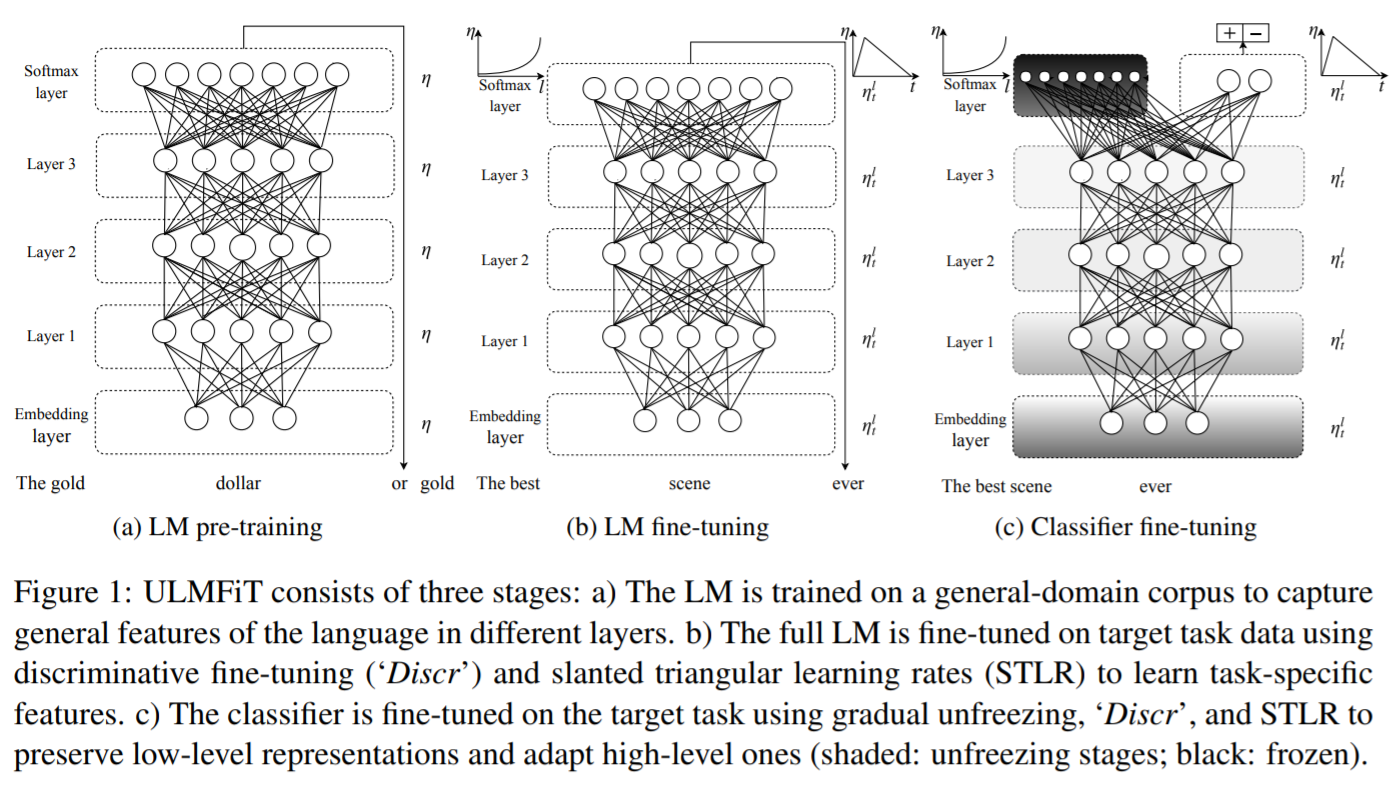 η
Softmax
layer
η
Layer 3
η
Layer 2
η
Layer 1
η
Embedding
layer
η
The gold dollar or gold
(a) LM pre-training
η
l
η
t
Softmax
layer
η_t^l
Layer 3
η_t^l
Layer 2
η_t^l
Layer 1
η_t^l
Embedding
layer
η_t^l
The best scene ever
(b) LM fine-tuning
η
l
+ −
η
t
Softmax
layer
η_t^l
Layer 3
η_t^l
Layer 2
η_t^l
Layer 1
η_t^l
Embedding
layer
η_t^l
The best scene ever
(c) Classifier fine-tuning
Figure 1: ULMFiT consists of three stages: a) The LM is trained on a general-domain corpus to capture
general features of the language in different layers. b) The full LM is fine-tuned on target task data using
discriminative fine-tuning (‘Discr’) and slanted triangular learning rates (STLR) to learn task-specific
features. c) The classifier is fine-tuned on the target task using gradual unfreezing, ‘Discr’, and STLR to
preserve low-level representations and adapt high-level ones (shaded: unfreezing stages; black: frozen).